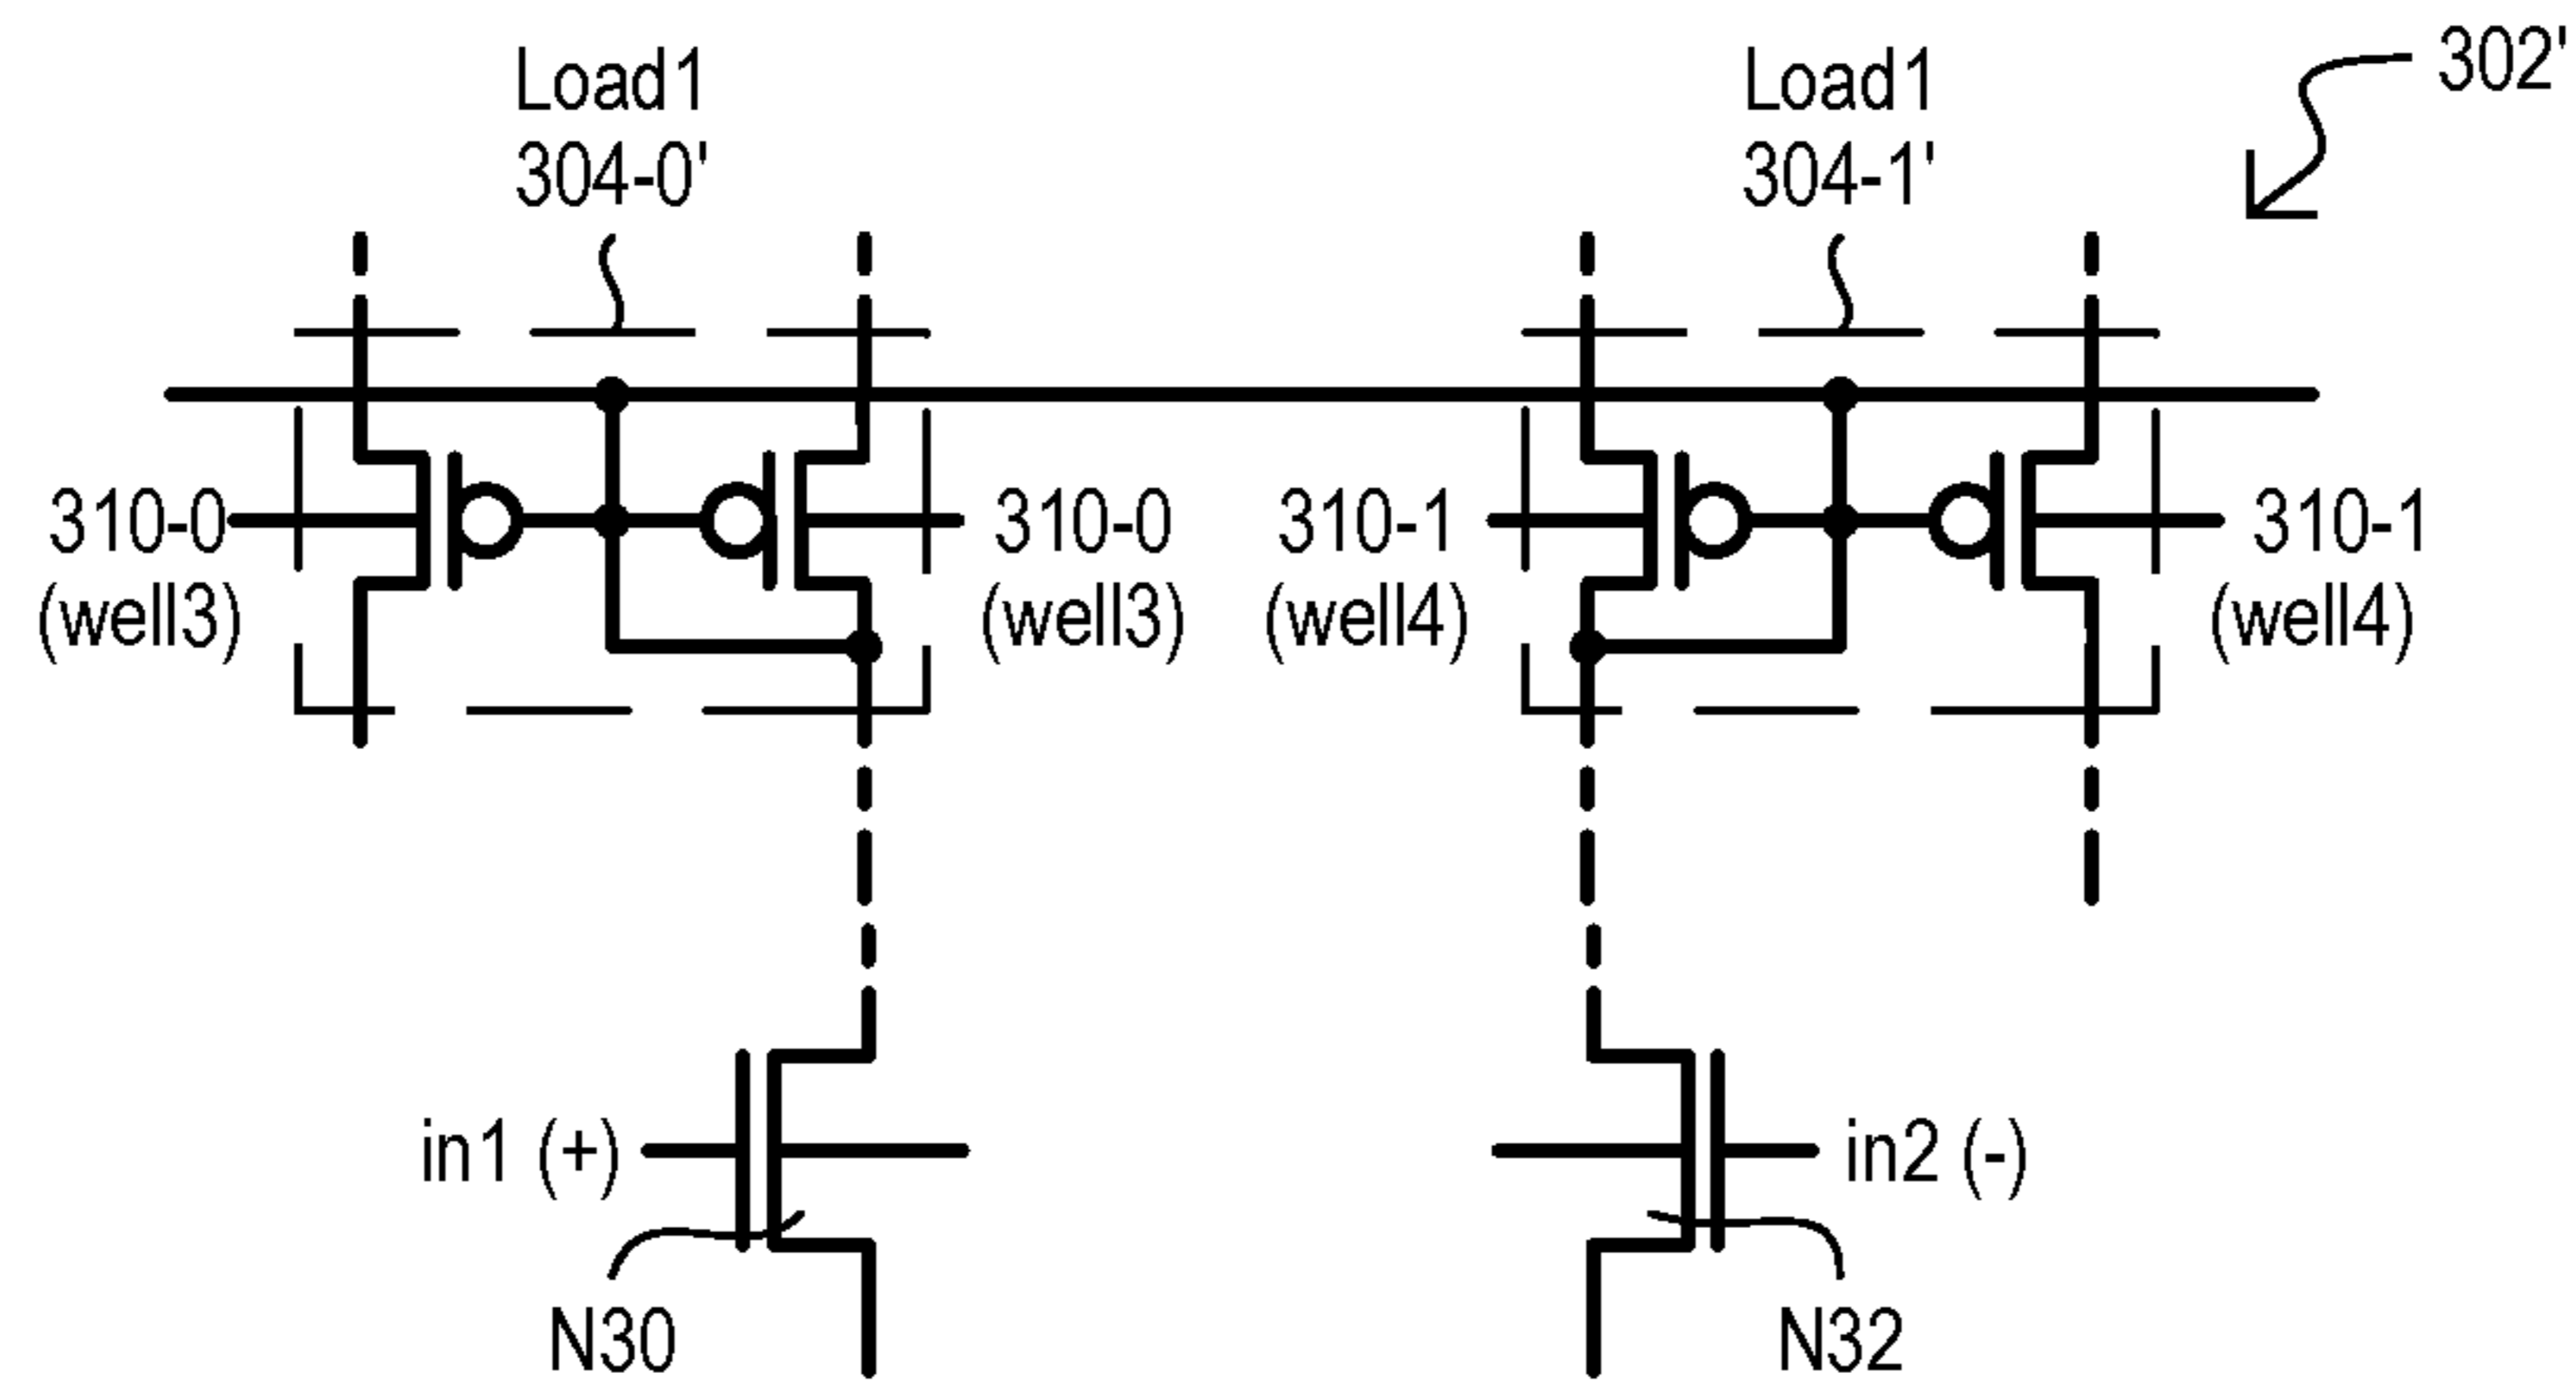 302'
Load1
304-0'
Load1
304-1'
310-0
(well3)
310-0
(well3)
310-1
(well4)
310-1
(well4)
in1 (+)
in2 (-)
N30
N32